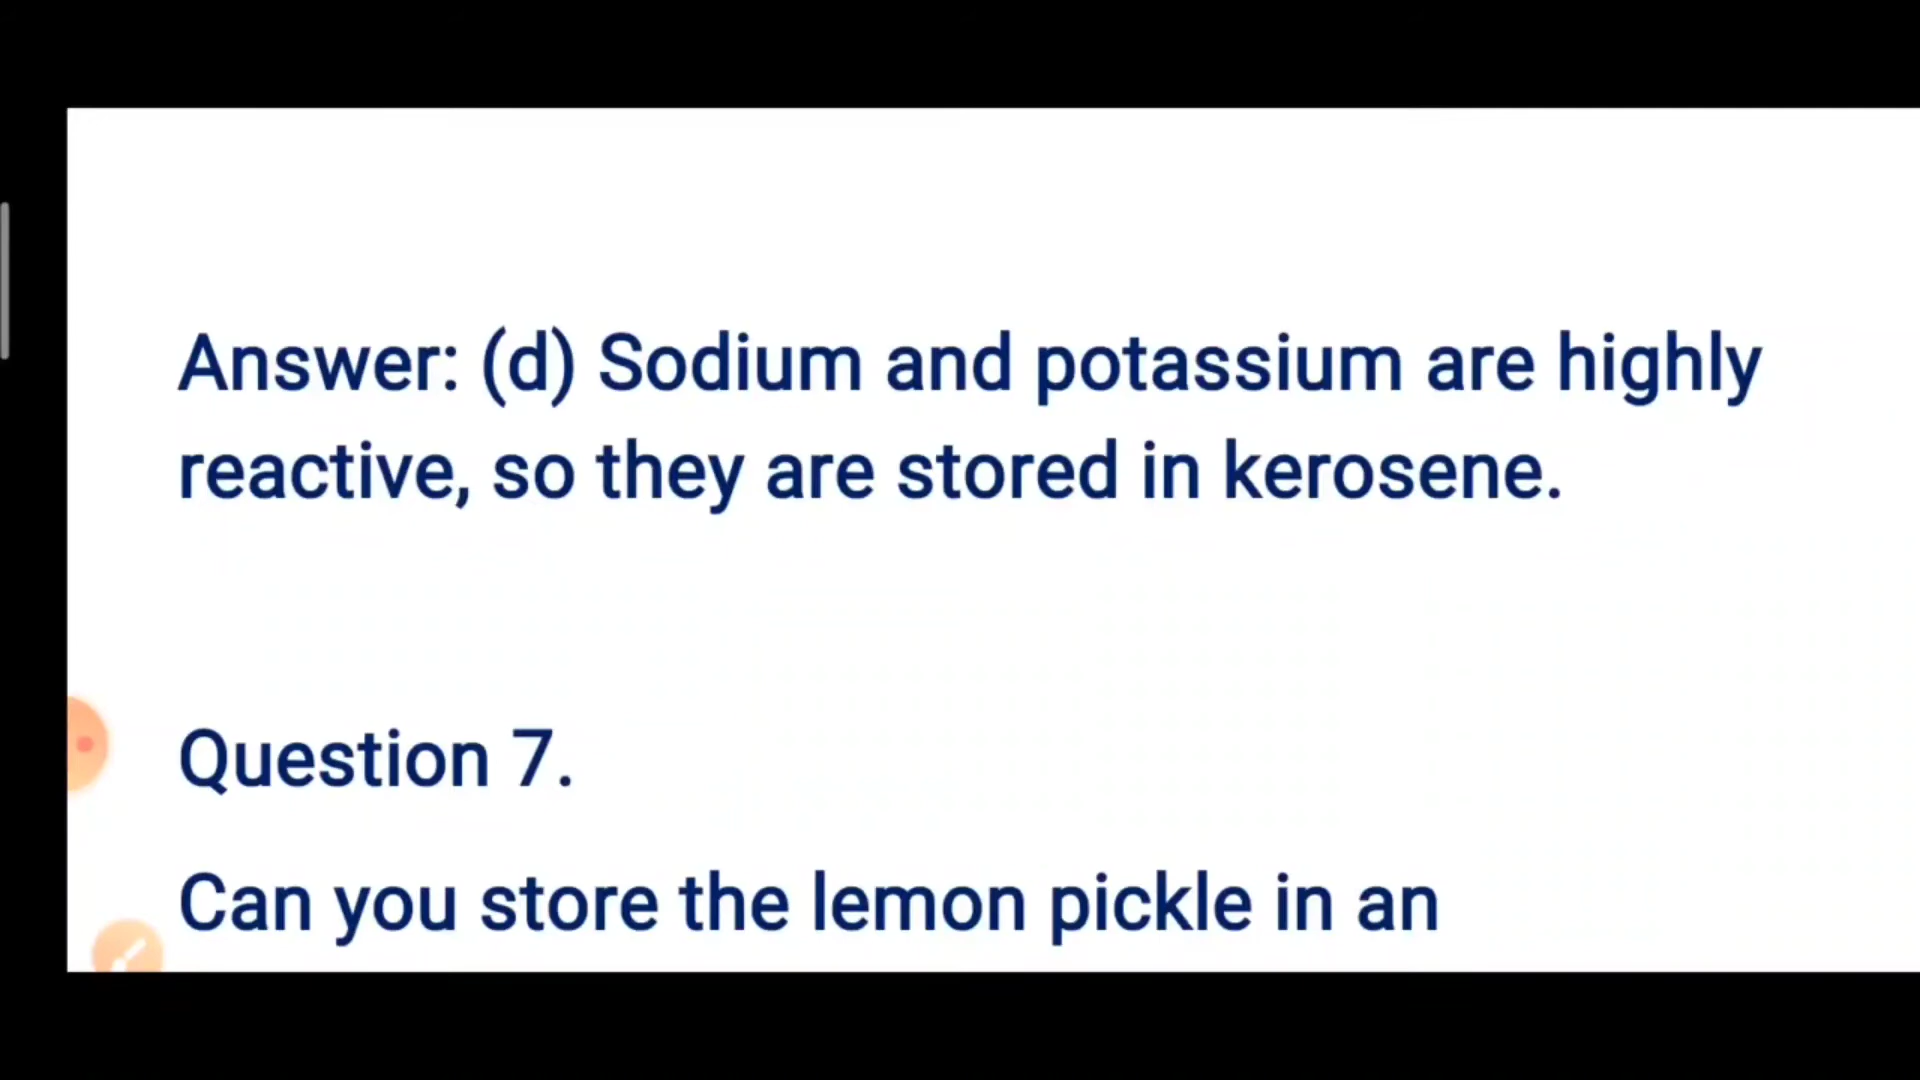 Answer: (d) Sodium and potassium are highly
reactive, so they are stored in kerosene.
Question 7.
Can you store the lemon pickle in an